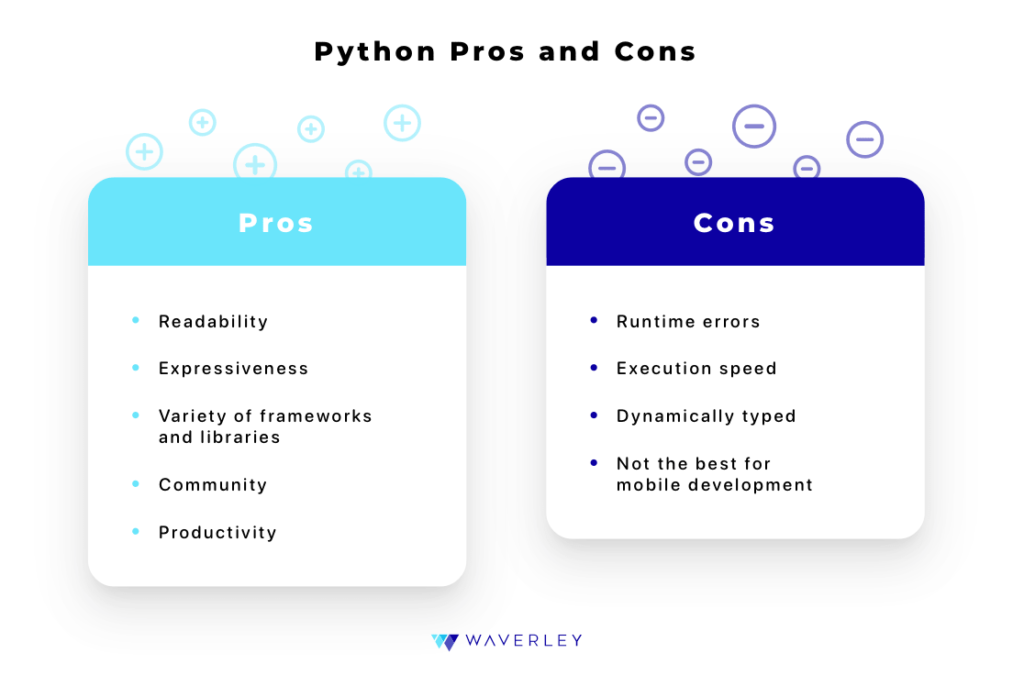 Python Pros and Cons
Pros
• Readability
• Expressiveness
• Variety of frameworks
and libraries
• Community
• Productivity
Cons
• Runtime errors
• Execution speed
• Dynamically typed
• Not the best for
mobile development
WAVERLEY